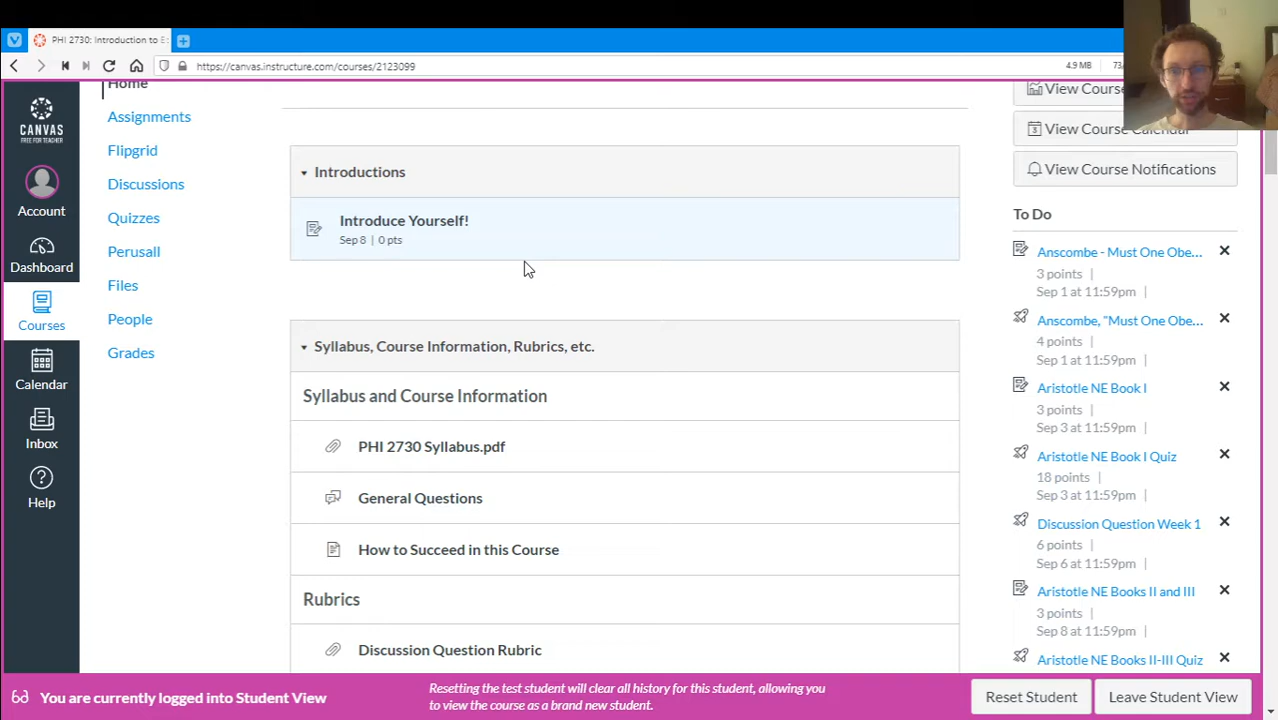 PHI 2730: Introduction to E
https://canvas.instructure.com/courses/2123099
4.9 MB
73
CANVAS
FREE FOR TEACHER
Account
Dashboard
Courses
Calendar
Inbox
Help
Home
Assignments
Flipgrid
Discussions
Quizzes
Perusall
Files
People
Grades
Introductions
Introduce Yourself!
Sep 8 | 0 pts
Syllabus, Course Information, Rubrics, etc.
Syllabus and Course Information
PHI 2730 Syllabus.pdf
General Questions
How to Succeed in this Course
Rubrics
Discussion Question Rubric
View Cour
View Course Calendar
View Course Notifications
To Do
Anscombe - Must One Obe...
3 points |
Sep 1 at 11:59pm |
Anscombe, "Must One Obe...
4 points |
Sep 1 at 11:59pm |
Aristotle NE Book I
3 points |
Sep 3 at 11:59pm |
Aristotle NE Book I Quiz
18 points |
Sep 3 at 11:59pm |
Discussion Question Week 1
6 points |
Sep 6 at 11:59pm |
Aristotle NE Books II and III
3 points |
Sep 8 at 11:59pm |
Aristotle NE Books II-III Quiz
You are currently logged into Student View
Resetting the test student will clear all history for this student, allowing you
to view the course as a brand new student.
Reset Student
Leave Student View